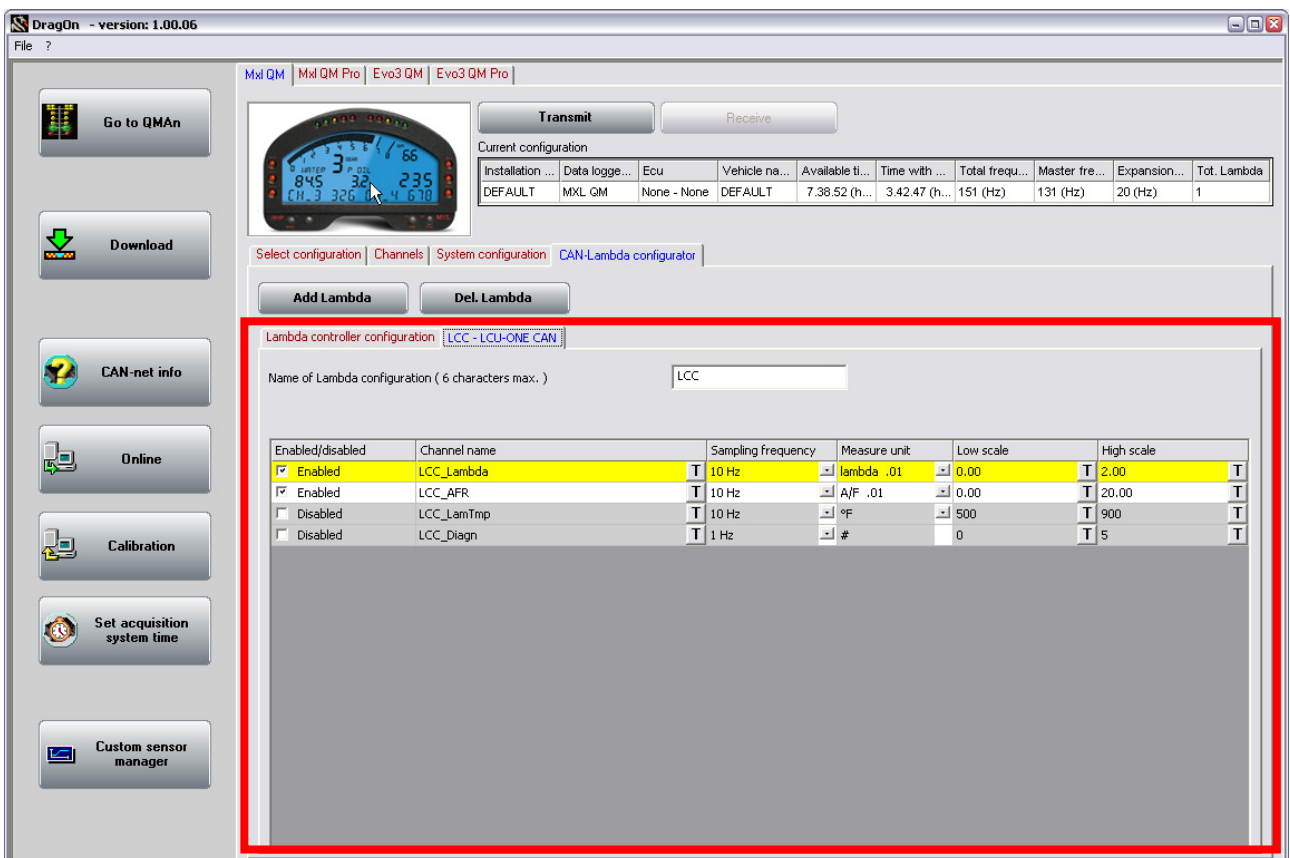 DragOn - version: 1.00.06
File ?
Mxl QM Mxl QM Pro Evo3 QM Evo3 QM Pro
Go to QMAn
Download
CAN-net info
Online
Calibration
Set acquisition
system time
Custom sensor
manager
Transmit Receive
Current configuration
Installation ... Data logge... Ecu Vehicle na... Available ti... Time with ... Total frequ... Master fre... Expansion... Tot. Lambda
DEFAULT MXL QM None - None DEFAULT 7.38.52 (h... 3.42.47 (h... 151 (Hz) 131 (Hz) 20 (Hz) 1
Select configuration Channels System configuration CAN-Lambda configurator
Add Lambda Del. Lambda
Lambda controller configuration LCC - LCU-ONE CAN
Name of Lambda configuration ( 6 characters max. ) LCC
Enabled/disabled Channel name Sampling frequency Measure unit Low scale High scale
Enabled LCC_Lambda T 10 Hz lambda .01 0.00 T 2.00 T
Enabled LCC_AFR T 10 Hz A/F .01 0.00 T 20.00 T
Disabled LCC_LamTmp T 10 Hz °F 500 T 900 T
Disabled LCC_Diagn T 1 Hz # 0 T 5 T